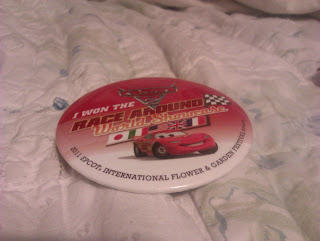 I WON THE
RACE AROUND
World Showcase
2011 EPCOT® INTERNATIONAL FLOWER & GARDEN FESTIVAL